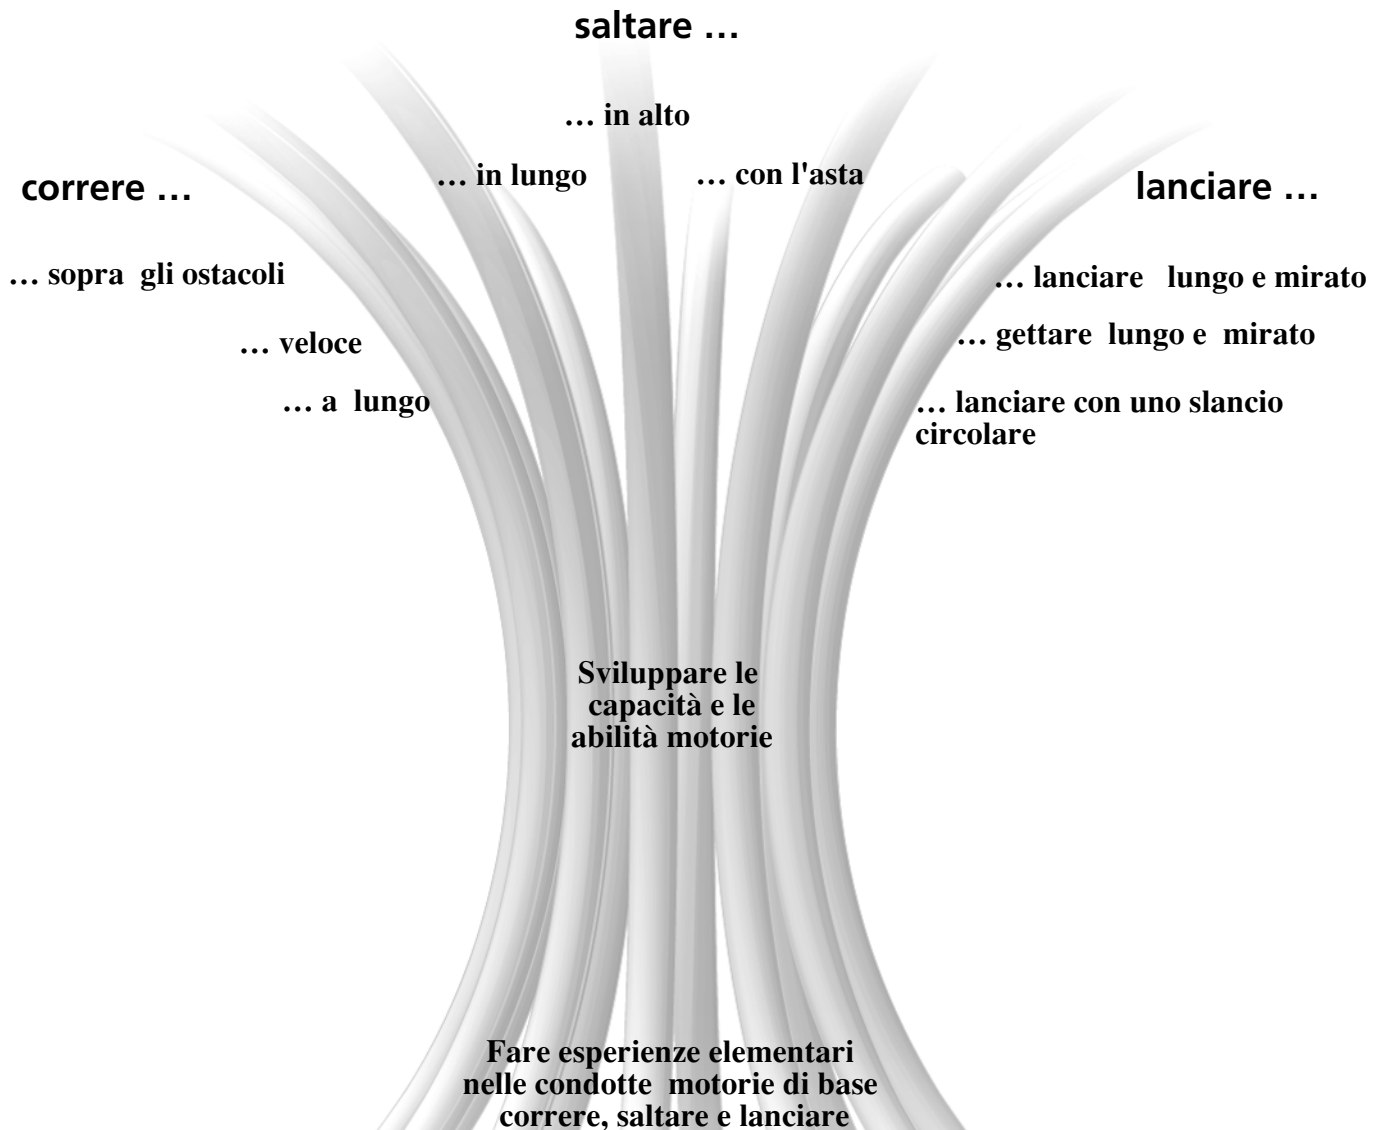 saltare …
… in alto
… in lungo
… con l'asta
correre …
… sopra gli ostacoli
… veloce
… a lungo
lanciare …
… lanciare lungo e mirato
… gettare lungo e mirato
… lanciare con uno slancio
circolare
Sviluppare le
capacità e le
abilità motorie
Fare esperienze elementari
nelle condotte motorie di base
correre, saltare e lanciare